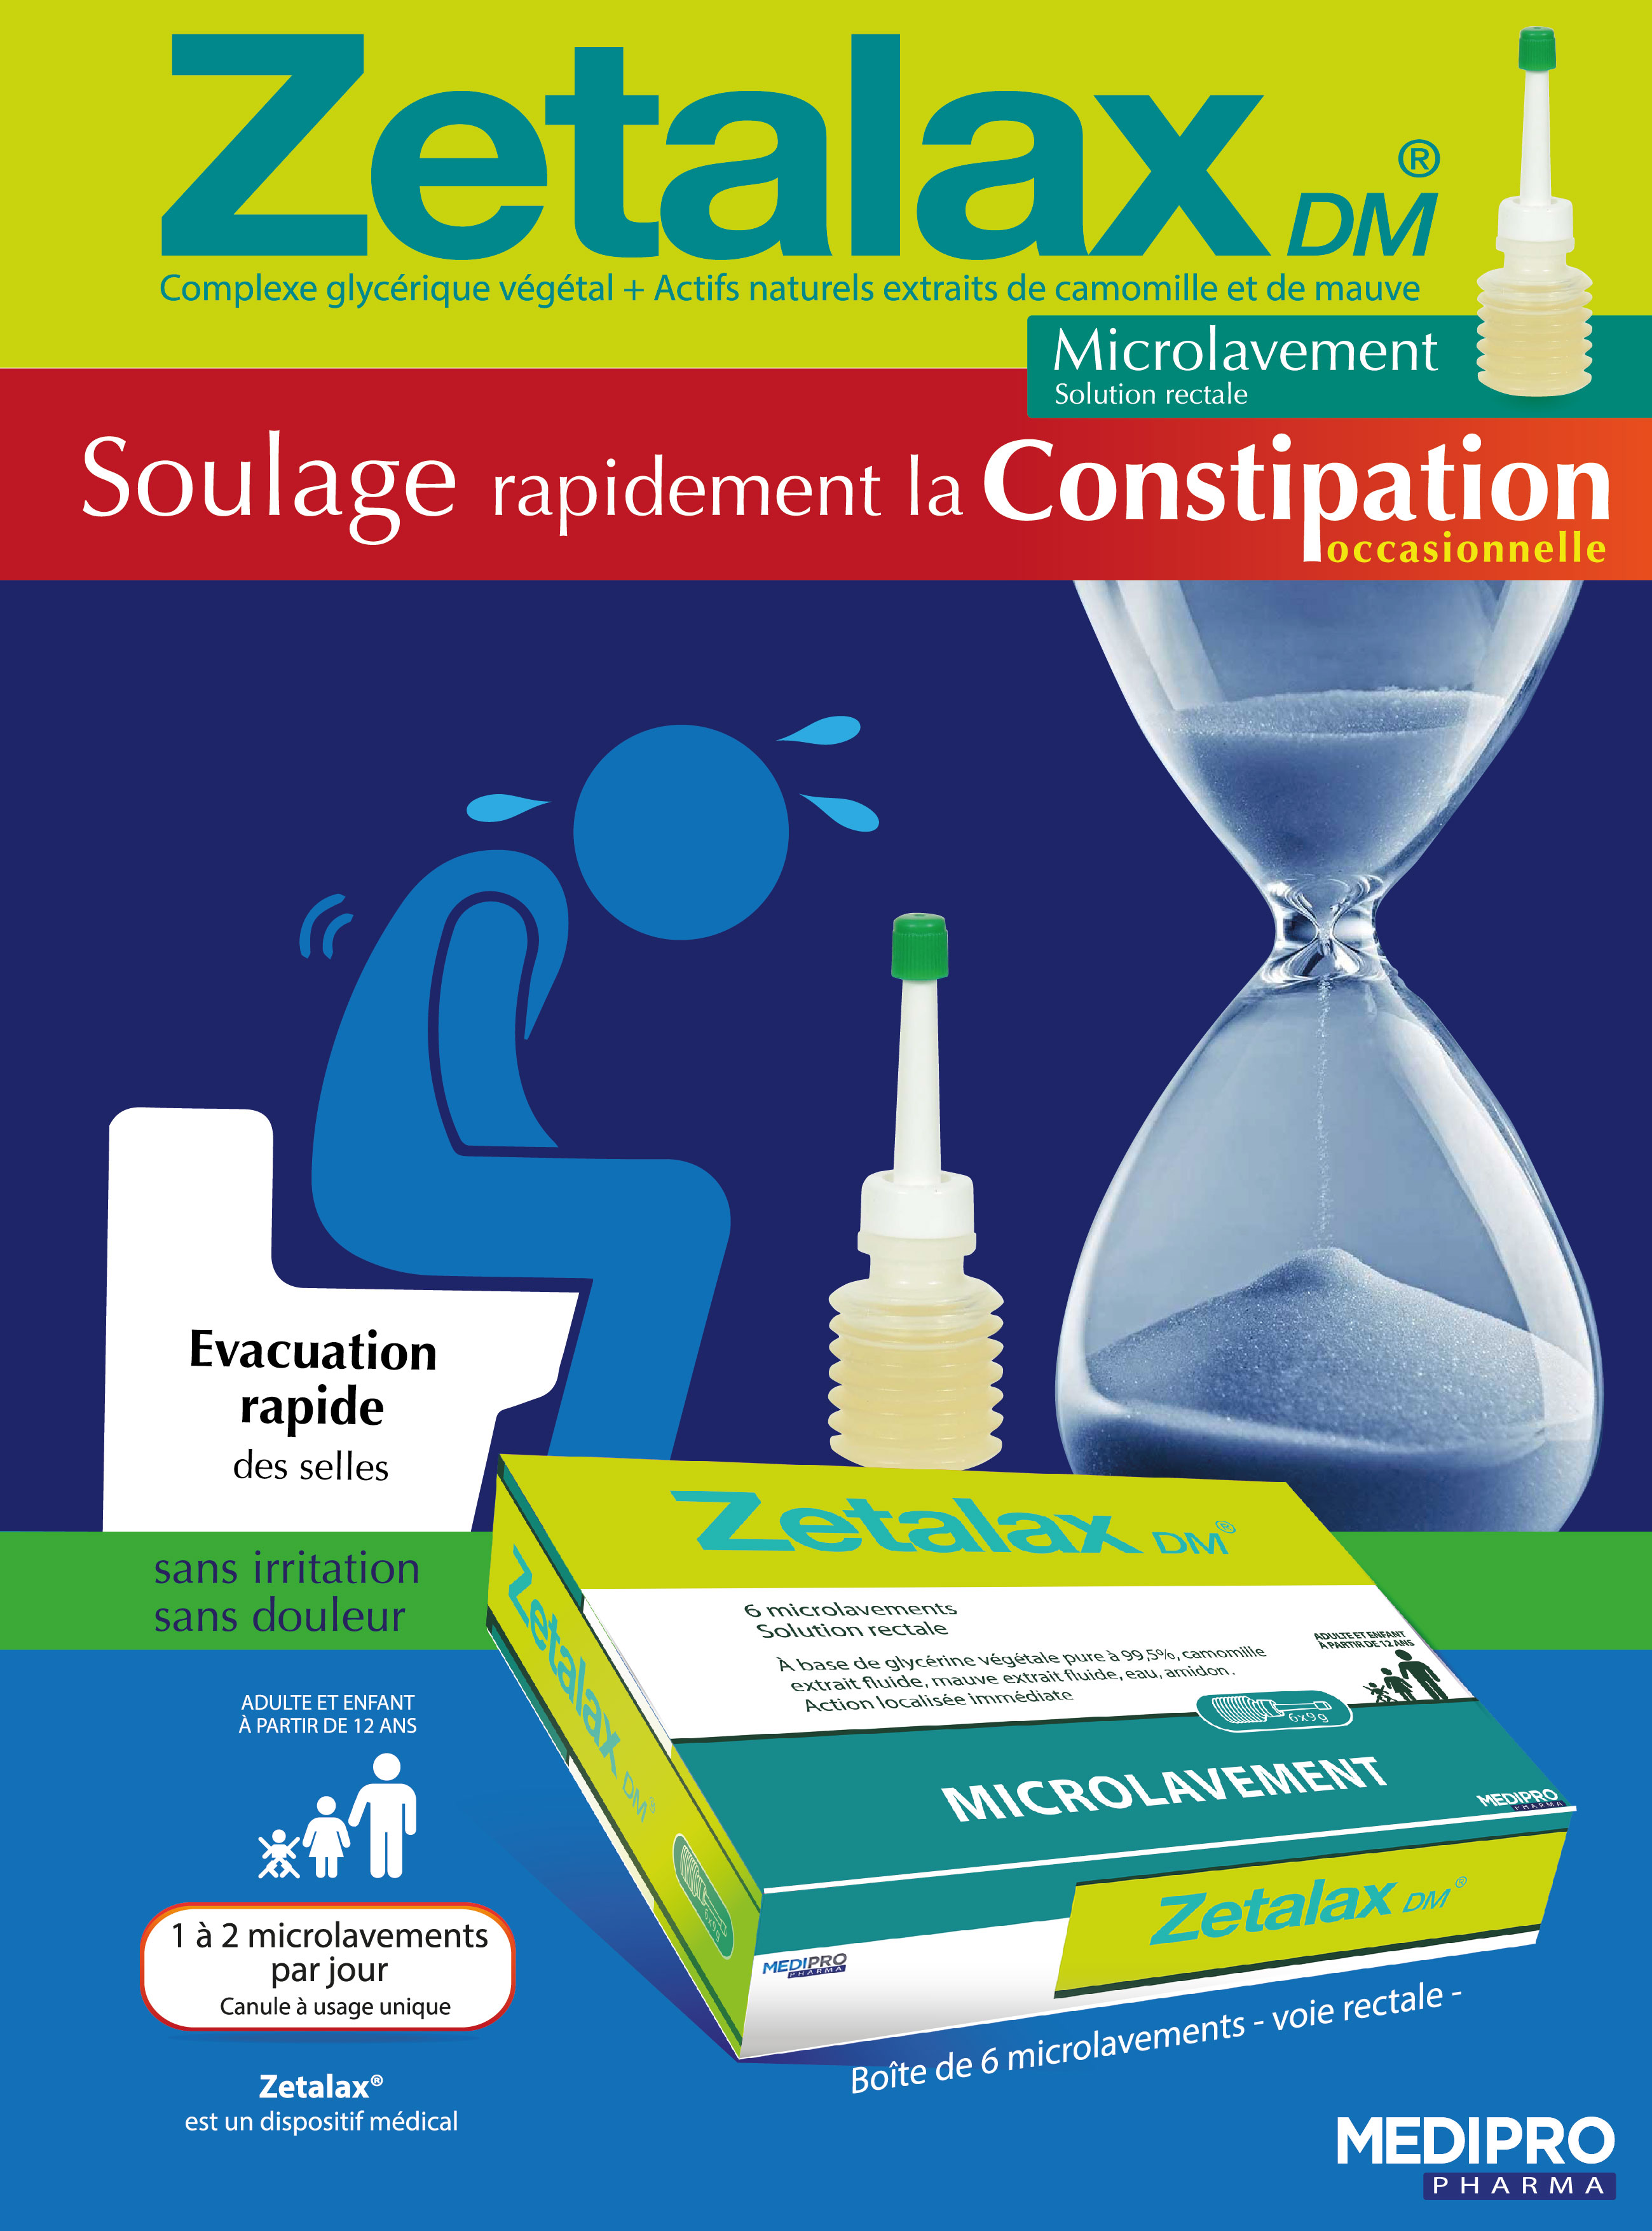 Zetalax DM®
Complexe glycérique végétal + Actifs naturels extraits de camomille et de mauve
Microlavement
Solution rectale
Soulage rapidement la Constipation
occasionnelle
Evacuation
rapide
des selles
sans irritation
sans douleur
Zetalax DM®
6 microlavements
Solution rectale
À base de glycérine végétale pure à 99,5%, camomille
extrait fluide, mauve extrait fluide, eau, amidon.
Action localisée immédiate
ADULTE ET ENFANT
À PARTIR DE 12 ANS
6x9g
MICROLAVEMENT
MEDIPRO
PHARMA
Zetalax DM®
6x9g
Zetalax DM®
MEDIPRO
PHARMA
ADULTE ET ENFANT
À PARTIR DE 12 ANS
1 à 2 microlavements
par jour
Canule à usage unique
Zetalax®
est un dispositif médical
Boîte de 6 microlavements - voie rectale -
MEDIPRO
PHARMA